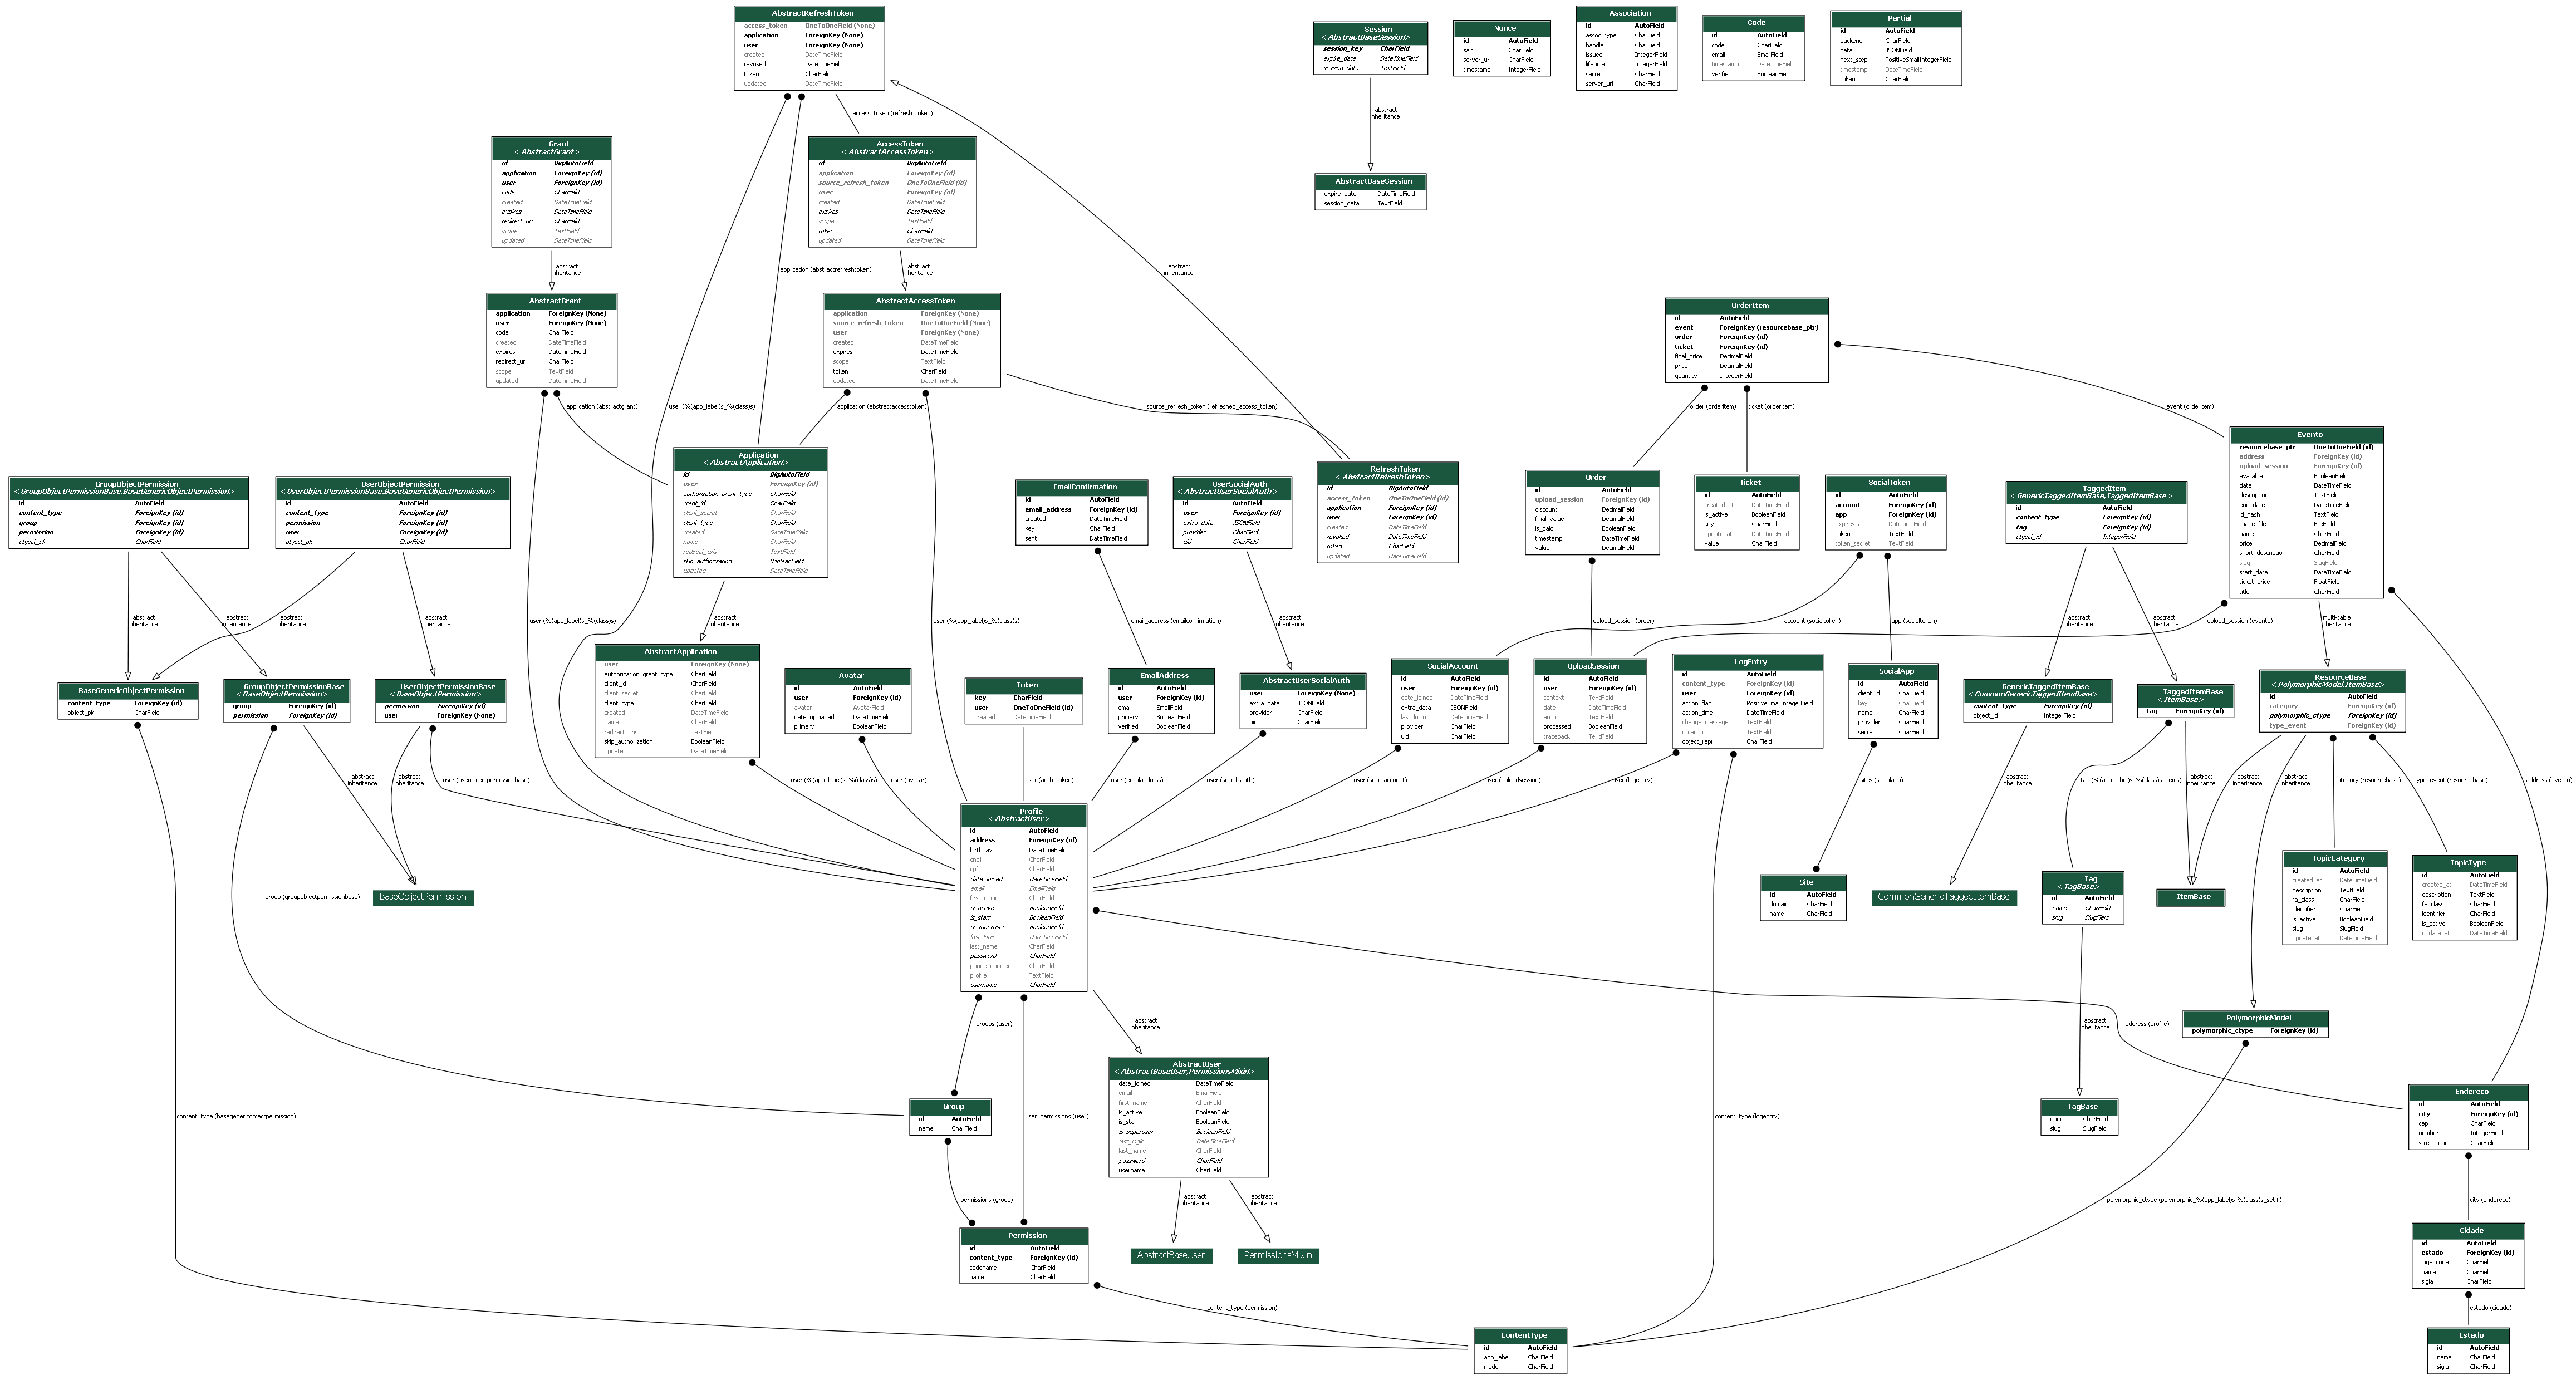 AbstractRefreshToken
access_token OneToOneField (None)
application ForeignKey (None)
user ForeignKey (None)
created DateTimeField
revoked DateTimeField
token CharField
updated DateTimeField
Session
<AbstractBaseSession>
session_key CharField
expire_date DateTimeField
session_data TextField
Nonce
id AutoField
salt CharField
server_url CharField
timestamp IntegerField
Association
id AutoField
assoc_type CharField
handle CharField
issued IntegerField
lifetime IntegerField
secret CharField
server_url CharField
Code
id AutoField
code CharField
email EmailField
timestamp DateTimeField
verified BooleanField
Partial
id AutoField
backend CharField
data JSONField
next_step PositiveSmallIntegerField
timestamp DateTimeField
token CharField
access_token (refresh_token)
abstract
inheritance
Grant
<AbstractGrant>
id BigAutoField
application ForeignKey (id)
user ForeignKey (id)
code CharField
created DateTimeField
expires DateTimeField
redirect_uri CharField
scope TextField
updated DateTimeField
AccessToken
<AbstractAccessToken>
id BigAutoField
application ForeignKey (id)
source_refresh_token OneToOneField (id)
user ForeignKey (id)
created DateTimeField
expires DateTimeField
scope TextField
token CharField
updated DateTimeField
AbstractBaseSession
expire_date DateTimeField
session_data TextField
abstract
inheritance
application (abstractrefreshtoken)
abstract
inheritance
abstract
inheritance
AbstractGrant
application ForeignKey (None)
user ForeignKey (None)
code CharField
created DateTimeField
expires DateTimeField
redirect_uri CharField
scope TextField
updated DateTimeField
AbstractAccessToken
application ForeignKey (None)
source_refresh_token OneToOneField (None)
user ForeignKey (None)
created DateTimeField
expires DateTimeField
scope TextField
token CharField
updated DateTimeField
OrderItem
id AutoField
event ForeignKey (resourcebase_ptr)
order ForeignKey (id)
ticket ForeignKey (id)
final_price DecimalField
price DecimalField
quantity IntegerField
application (abstractgrant)
user (%(app_label)s_%(class)s)
application (abstractaccesstoken)
source_refresh_token (refreshed_access_token)
order (orderitem)
ticket (orderitem)
event (orderitem)
GroupObjectPermission
<GroupObjectPermissionBase,BaseGenericObjectPermission>
id AutoField
content_type ForeignKey (id)
group ForeignKey (id)
permission ForeignKey (id)
object_pk CharField
UserObjectPermission
<UserObjectPermissionBase,BaseGenericObjectPermission>
id AutoField
content_type ForeignKey (id)
permission ForeignKey (id)
user ForeignKey (id)
object_pk CharField
Application
<AbstractApplication>
id BigAutoField
user ForeignKey (id)
authorization_grant_type CharField
client_id CharField
client_secret CharField
client_type CharField
created DateTimeField
name CharField
redirect_uris TextField
skip_authorization BooleanField
updated DateTimeField
EmailConfirmation
id AutoField
email_address ForeignKey (id)
created DateTimeField
key CharField
sent DateTimeField
UserSocialAuth
<AbstractUserSocialAuth>
id AutoField
user ForeignKey (id)
extra_data JSONField
provider CharField
uid CharField
RefreshToken
<AbstractRefreshToken>
id BigAutoField
access_token OneToOneField (id)
application ForeignKey (id)
user ForeignKey (id)
created DateTimeField
revoked DateTimeField
token CharField
updated DateTimeField
Order
id AutoField
upload_session ForeignKey (id)
discount DecimalField
final_value DecimalField
is_paid BooleanField
timestamp DateTimeField
value DecimalField
Ticket
id AutoField
created_at DateTimeField
is_active BooleanField
key CharField
update_at DateTimeField
value CharField
SocialToken
id AutoField
account ForeignKey (id)
app ForeignKey (id)
expires_at DateTimeField
token TextField
token_secret TextField
TaggedItem
<GenericTaggedItemBase,TaggedItemBase>
id AutoField
content_type ForeignKey (id)
tag ForeignKey (id)
object_id IntegerField
Evento
resourcebase_ptr OneToOneField (id)
address ForeignKey (id)
upload_session ForeignKey (id)
available BooleanField
date DateTimeField
description TextField
end_date DateTimeField
id_hash TextField
image_file FileField
name CharField
price DecimalField
short_description CharField
slug SlugField
start_date DateTimeField
ticket_price FloatField
title CharField
abstract
inheritance
abstract
inheritance
abstract
inheritance
abstract
inheritance
user (%(app_label)s_%(class)s)
abstract
inheritance
user (%(app_label)s_%(class)s)
email_address (emailconfirmation)
abstract
inheritance
upload_session (order)
account (socialtoken)
app (socialtoken)
abstract
inheritance
abstract
inheritance
upload_session (evento)
multi-table
inheritance
BaseGenericObjectPermission
content_type ForeignKey (id)
object_pk CharField
GroupObjectPermissionBase
<BaseObjectPermission>
group ForeignKey (id)
permission ForeignKey (id)
UserObjectPermissionBase
<BaseObjectPermission>
permission ForeignKey (id)
user ForeignKey (None)
AbstractApplication
user ForeignKey (None)
authorization_grant_type CharField
client_id CharField
client_secret CharField
client_type CharField
created DateTimeField
name CharField
redirect_uris TextField
skip_authorization BooleanField
updated DateTimeField
Avatar
id AutoField
user ForeignKey (id)
avatar AvatarField
date_uploaded DateTimeField
primary BooleanField
Token
key CharField
user OneToOneField (id)
created DateTimeField
EmailAddress
id AutoField
user ForeignKey (id)
email EmailField
primary BooleanField
verified BooleanField
AbstractUserSocialAuth
user ForeignKey (None)
extra_data JSONField
provider CharField
uid CharField
SocialAccount
id AutoField
user ForeignKey (id)
date_joined DateTimeField
extra_data JSONField
last_login DateTimeField
provider CharField
uid CharField
UploadSession
id AutoField
user ForeignKey (id)
context TextField
date DateTimeField
error TextField
processed BooleanField
traceback TextField
LogEntry
id AutoField
content_type ForeignKey (id)
user ForeignKey (id)
action_flag PositiveSmallIntegerField
action_time DateTimeField
change_message TextField
object_id TextField
object_repr CharField
SocialApp
id AutoField
client_id CharField
key CharField
name CharField
provider CharField
secret CharField
GenericTaggedItemBase
<CommonGenericTaggedItemBase>
content_type ForeignKey (id)
object_id IntegerField
TaggedItemBase
<ItemBase>
tag ForeignKey (id)
ResourceBase
<PolymorphicModel,ItemBase>
id AutoField
category ForeignKey (id)
polymorphic_ctype ForeignKey (id)
type_event ForeignKey (id)
abstract
inheritance
abstract
inheritance
user (userobjectpermissionbase)
user (%(app_label)s_%(class)s)
user (avatar)
user (auth_token)
user (emailaddress)
user (social_auth)
user (socialaccount)
user (uploadsession)
user (logentry)
sites (socialapp)
abstract
inheritance
tag (%(app_label)s_%(class)s_items)
abstract
inheritance
abstract
inheritance
abstract
inheritance
category (resourcebase)
type_event (resourcebase)
address (evento)
Profile
<AbstractUser>
id AutoField
address ForeignKey (id)
birthday DateTimeField
cnpj CharField
cpf CharField
date_joined DateTimeField
email EmailField
first_name CharField
is_active BooleanField
is_staff BooleanField
is_superuser BooleanField
last_login DateTimeField
last_name CharField
password CharField
phone_number CharField
profile TextField
username CharField
group (groupobjectpermissionbase)
BaseObjectPermission
Site
id AutoField
domain CharField
name CharField
CommonGenericTaggedItemBase
Tag
<TagBase>
id AutoField
name CharField
slug SlugField
ItemBase
TopicCategory
id AutoField
created_at DateTimeField
description TextField
fa_class CharField
identifier CharField
is_active BooleanField
slug SlugField
update_at DateTimeField
TopicType
id AutoField
created_at DateTimeField
description TextField
fa_class CharField
identifier CharField
is_active BooleanField
update_at DateTimeField
groups (user)
abstract
inheritance
abstract
inheritance
address (profile)
PolymorphicModel
polymorphic_ctype ForeignKey (id)
AbstractUser
<AbstractBaseUser,PermissionsMixin>
date_joined DateTimeField
email EmailField
first_name CharField
is_active BooleanField
is_staff BooleanField
is_superuser BooleanField
last_login DateTimeField
last_name CharField
password CharField
username CharField
Group
id AutoField
name CharField
TagBase
name CharField
slug SlugField
Endereco
id AutoField
city ForeignKey (id)
cep CharField
number IntegerField
street_name CharField
content_type (basegenericobjectpermission)
user_permissions (user)
content_type (logentry)
permissions (group)
abstract
inheritance
abstract
inheritance
polymorphic_ctype (polymorphic_%(app_label)s.%(class)s_set+)
city (endereco)
Permission
id AutoField
content_type ForeignKey (id)
codename CharField
name CharField
AbstractBaseUser
PermissionsMixin
Cidade
id AutoField
estado ForeignKey (id)
ibge_code CharField
name CharField
sigla CharField
content_type (permission)
estado (cidade)
ContentType
id AutoField
app_label CharField
model CharField
Estado
id AutoField
name CharField
sigla CharField